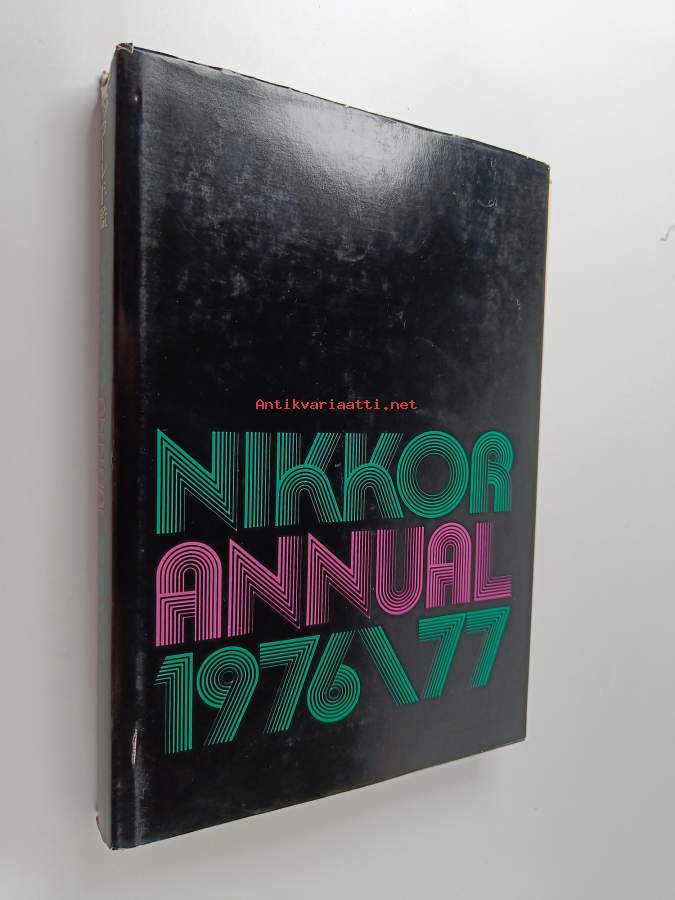 Antikvariaatti.net
NIKKOR
ANNUAL
1976\77